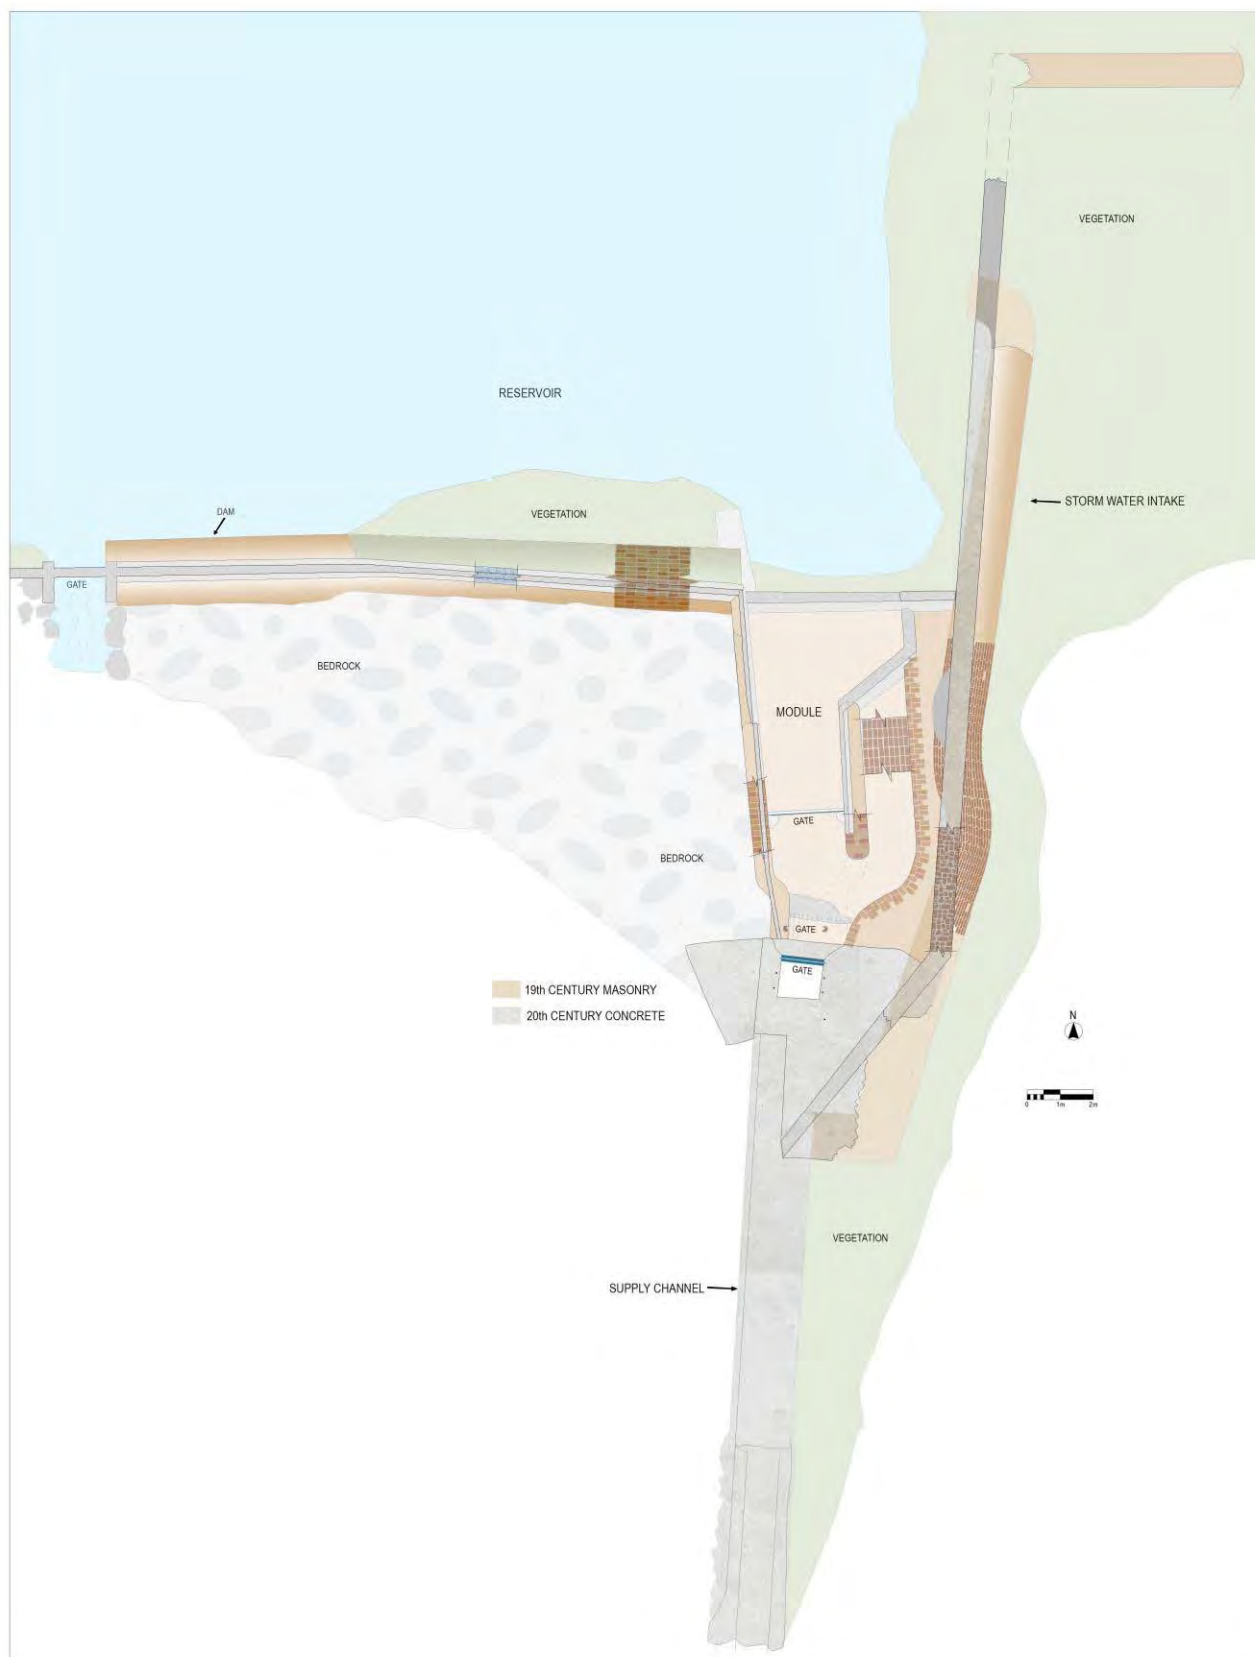 VEGETATION
RESERVOIR
STORM WATER INTAKE
DAM
VEGETATION
GATE
BEDROCK
MODULE
GATE
BEDROCK
GATE
GATE
19th CENTURY MASONRY
20th CENTURY CONCRETE
N
0 1m 2m
VEGETATION
SUPPLY CHANNEL